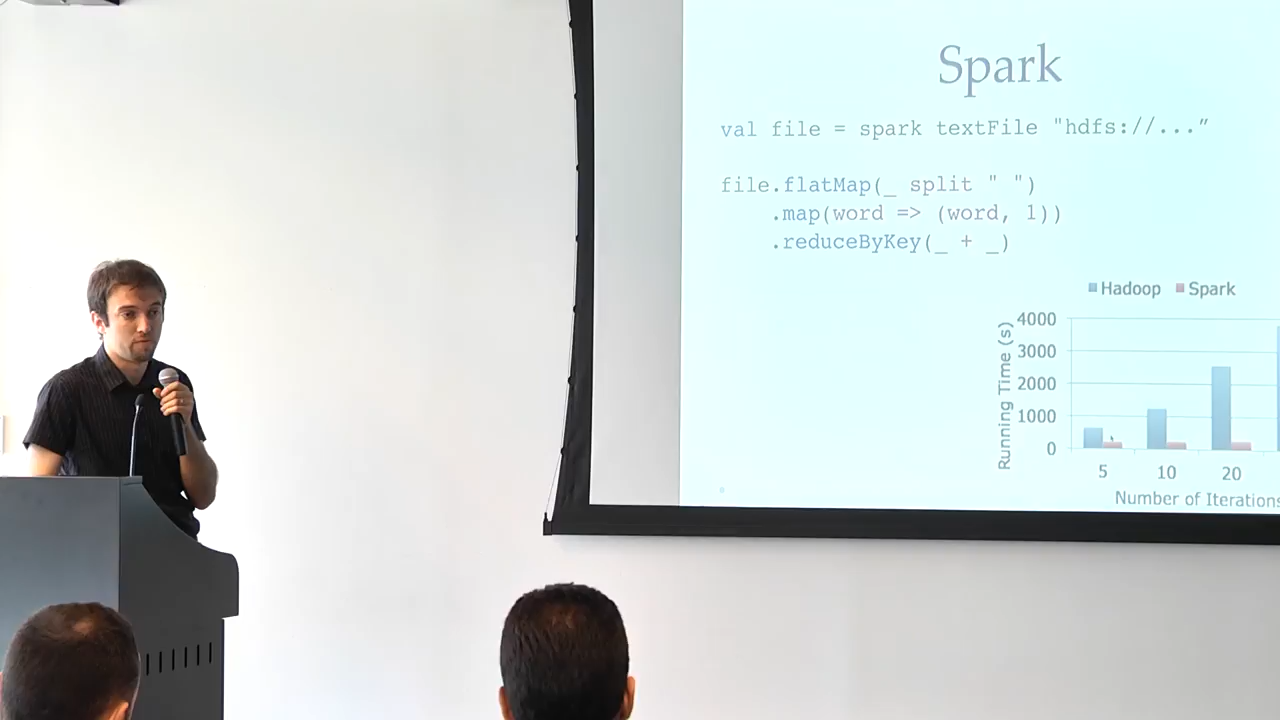 Spark
val file = spark textFile "hdfs://..."
file.flatMap(_ split " ")
.map(word => (word, 1))
.reduceByKey(_ + _)
Hadoop Spark
Running Time (s)
4000
3000
2000
1000
0
5 10 20
Number of Iterations